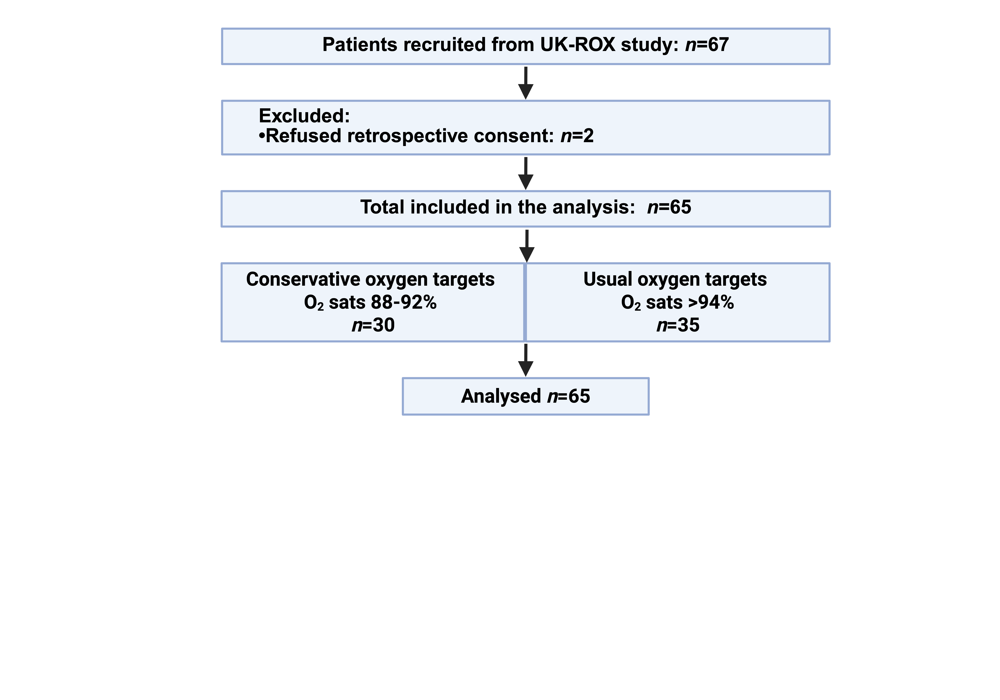 Patients recruited from UK-ROX study: n=67
Excluded:
•Refused retrospective consent: n=2
Total included in the analysis: n=65
Conservative oxygen targets
O₂ sats 88-92%
n=30
Usual oxygen targets
O₂ sats >94%
n=35
Analysed n=65